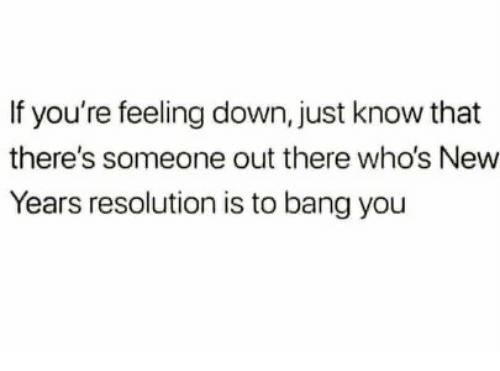 If you're feeling down, just know that
there's someone out there who's New
Years resolution is to bang you